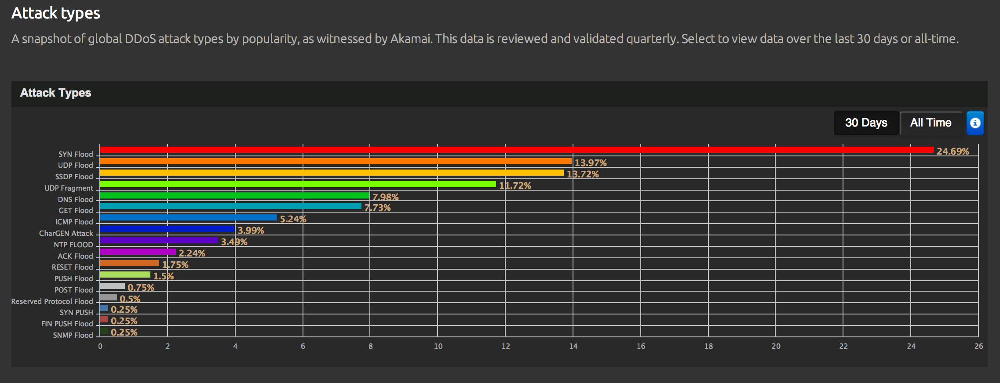 Attack types
A snapshot of global DDoS attack types by popularity, as witnessed by Akamai. This data is reviewed and validated quarterly. Select to view data over the last 30 days or all-time.
Attack Types
30 Days All Time i
SYN Flood 24.69%
UDP Flood 13.97%
SSDP Flood 13.72%
UDP Fragment 11.72%
DNS Flood 7.98%
GET Flood 7.73%
ICMP Flood 5.24%
CharGEN Attack 3.99%
NTP FLOOD 3.49%
ACK Flood 2.24%
RESET Flood 1.75%
PUSH Flood 1.5%
POST Flood 0.75%
Reserved Protocol Flood 0.5%
SYN PUSH 0.25%
FIN PUSH Flood 0.25%
SNMP Flood 0.25%
0 2 4 6 8 10 12 14 16 18 20 22 24 26